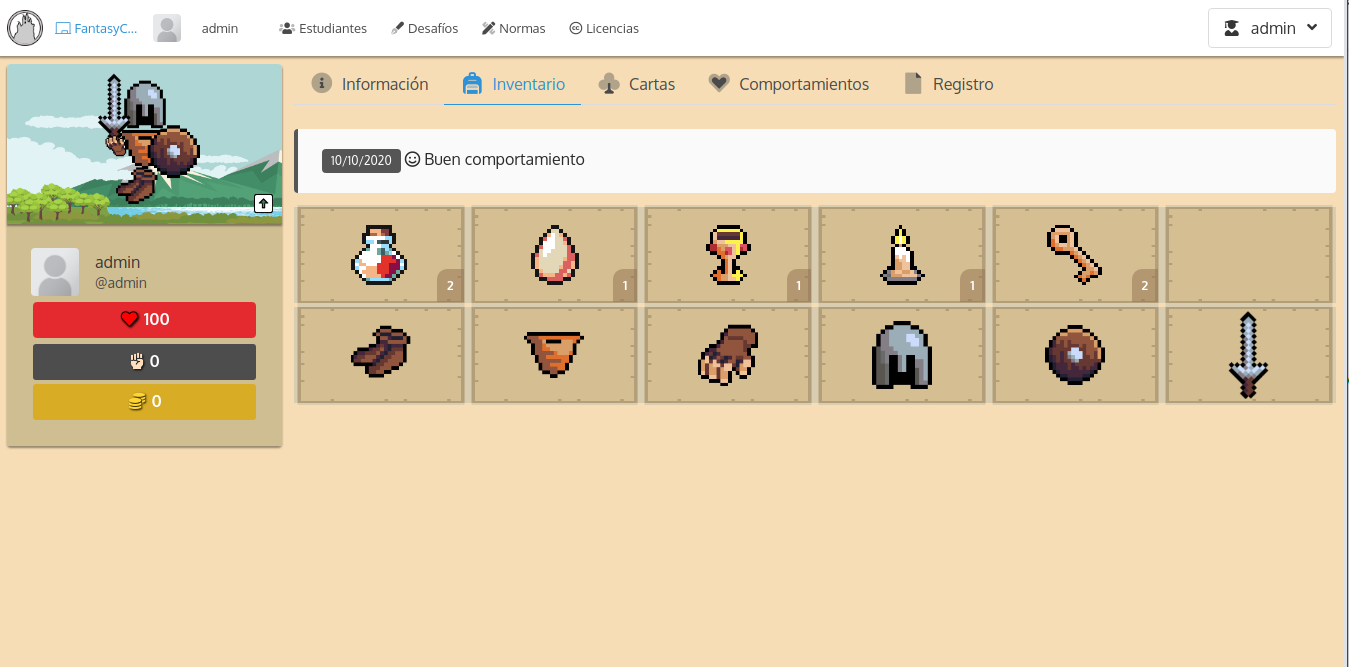 FantasyC... admin Estudiantes Desafíos Normas Licencias admin
Información Inventario Cartas Comportamientos Registro
10/10/2020 Buen comportamiento
admin
@admin
100
0
0
2 1 1 1 2